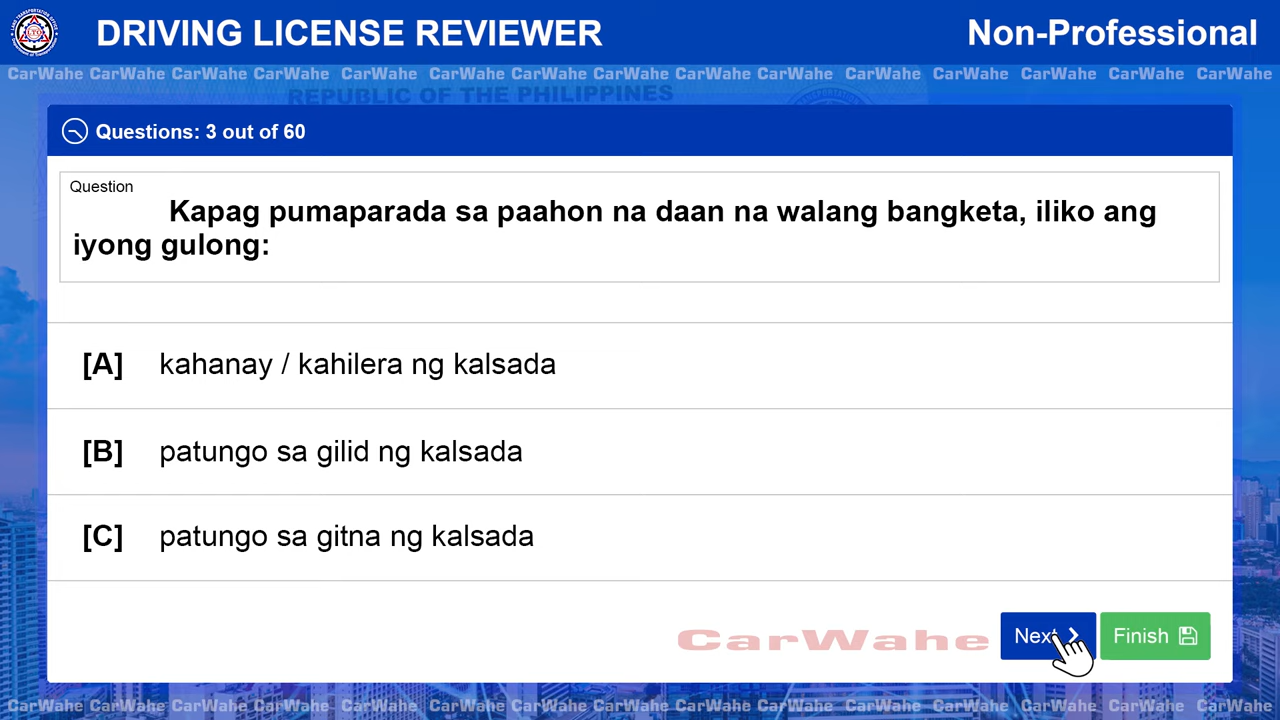 DRIVING LICENSE REVIEWER
Non-Professional
CarWahe CarWahe CarWahe CarWahe CarWahe CarWahe CarWahe CarWahe CarWahe CarWahe CarWahe CarWahe CarWahe CarWahe CarWahe
REPUBLIC OF THE PHILIPPINES
Questions: 3 out of 60
Question
Kapag pumaparada sa paahon na daan na walang bangketa, iliko ang
iyong gulong:
[A] kahanay / kahilera ng kalsada
[B] patungo sa gilid ng kalsada
[C] patungo sa gitna ng kalsada
CarWahe
Next
Finish
CarWahe CarWahe CarWahe CarWahe CarWahe CarWahe CarWahe CarWahe CarWahe CarWahe CarWahe CarWahe CarWahe CarWahe CarWahe